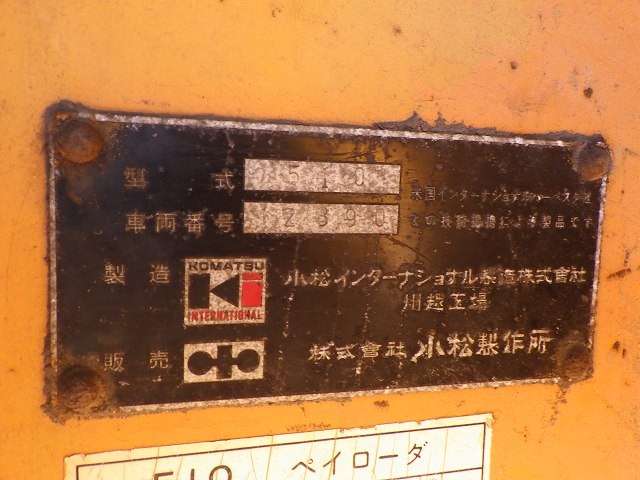 型式 510
米国インターナショナルハーベスタ社
車両番号 Z390
との技術提携による製品です
製造 KOMATSU
INTERNATIONAL
小松インターナショナル製造株式會社
川越工場
販売 株式會社 小松製作所
510 ペイローダ